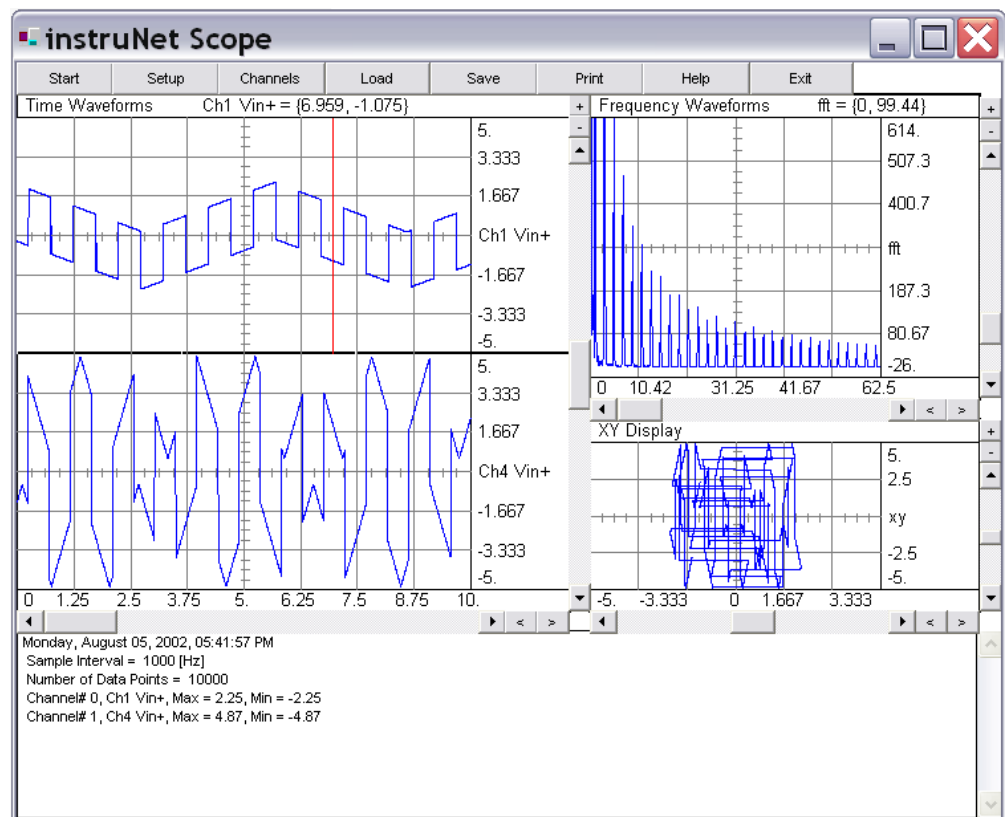 instruNet Scope
Start Setup Channels Load Save Print Help Exit
Time Waveforms Ch1 Vin+ = {6.959, -1.075}
5.
3.333
1.667
Ch1 Vin+
-1.667
-3.333
-5.
5.
3.333
1.667
Ch4 Vin+
-1.667
-3.333
-5.
0 1.25 2.5 3.75 5. 6.25 7.5 8.75 10.
Frequency Waveforms fft = {0, 99.44}
614.
507.3
400.7
fft
187.3
80.67
-26.
0 10.42 31.25 41.67 62.5
XY Display
5.
2.5
xy
-2.5
-5.
-5. -3.333 0 1.667 3.333
Monday, August 05, 2002, 05:41:57 PM
Sample Interval = 1000 [Hz]
Number of Data Points = 10000
Channel# 0, Ch1 Vin+, Max = 2.25, Min = -2.25
Channel# 1, Ch4 Vin+, Max = 4.87, Min = -4.87